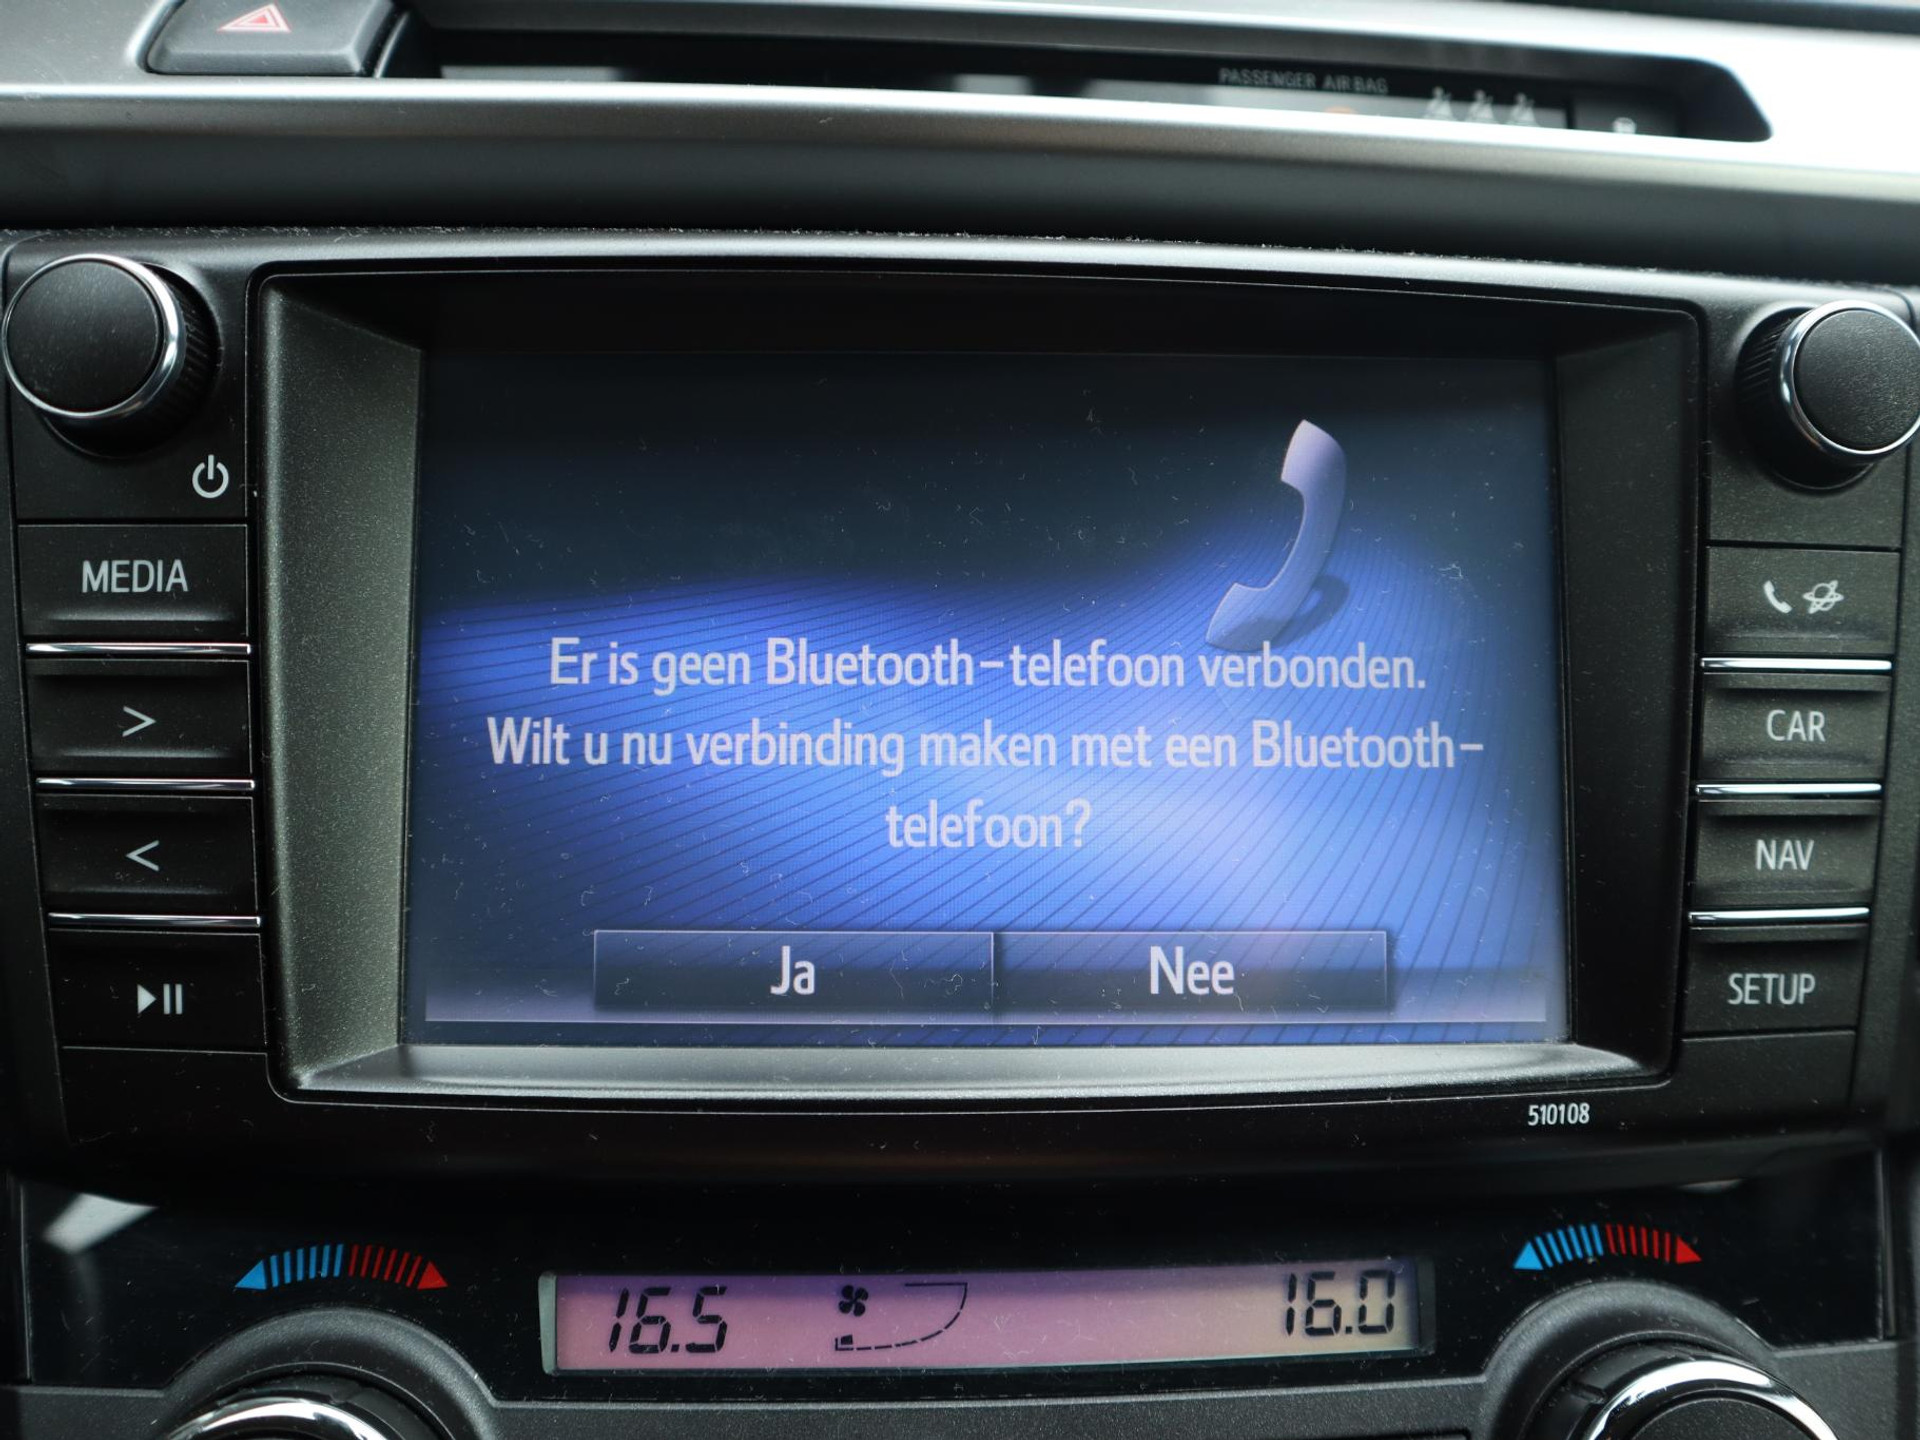 PASSENGER AIR BAG
MEDIA
>
<
CAR
NAV
SETUP
Er is geen Bluetooth-telefoon verbonden.
Wilt u nu verbinding maken met een Bluetooth-
telefoon?
Ja
Nee
510108
16.5
16.0